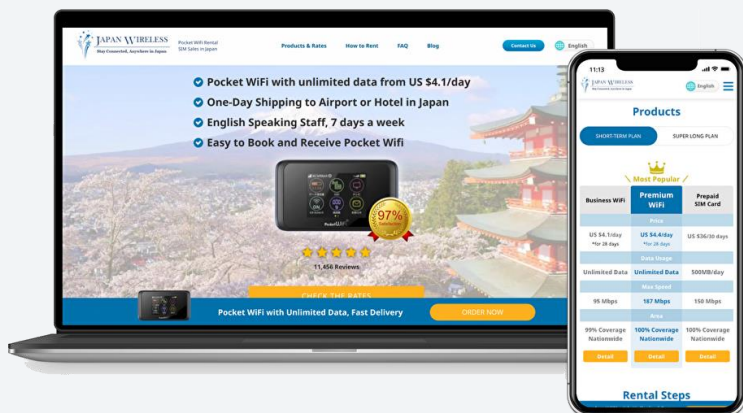 JAPAN WIRELESS
Stay Connected, Anywhere in Japan
Pocket Wifi Rental
SIM Sales in Japan
Products & Rates
How to Rent
FAQ
Blog
Contact Us
English
Pocket WiFi with unlimited data from US $4.1/day
One-Day Shipping to Airport or Hotel in Japan
English Speaking Staff, 7 days a week
Easy to Book and Receive Pocket Wifi
97%
Satisfaction
11,456 Reviews
CHECK THE RATES
Pocket WiFi with Unlimited Data, Fast Delivery
ORDER NOW
11:13
JAPAN WIRELESS
English
Products
SHORT-TERM PLAN
SUPER LONG PLAN
Most Popular
Business WiFi
Premium WiFi
Prepaid SIM Card
Price
US $4.1/day *for 28 days
US $4.4/day *for 28 days
US $36/30 days
Data Usage
Unlimited Data
Unlimited Data
500MB/day
Max Speed
95 Mbps
187 Mbps
150 Mbps
Area
99% Coverage Nationwide
100% Coverage Nationwide
100% Coverage Nationwide
Detail
Detail
Detail
Rental Steps